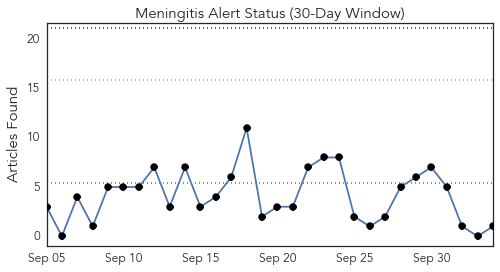 Meningitis Alert Status (30-Day Window)
Articles Found
20
15
10
5
0
Sep 05 Sep 10 Sep 15 Sep 20 Sep 25 Sep 30